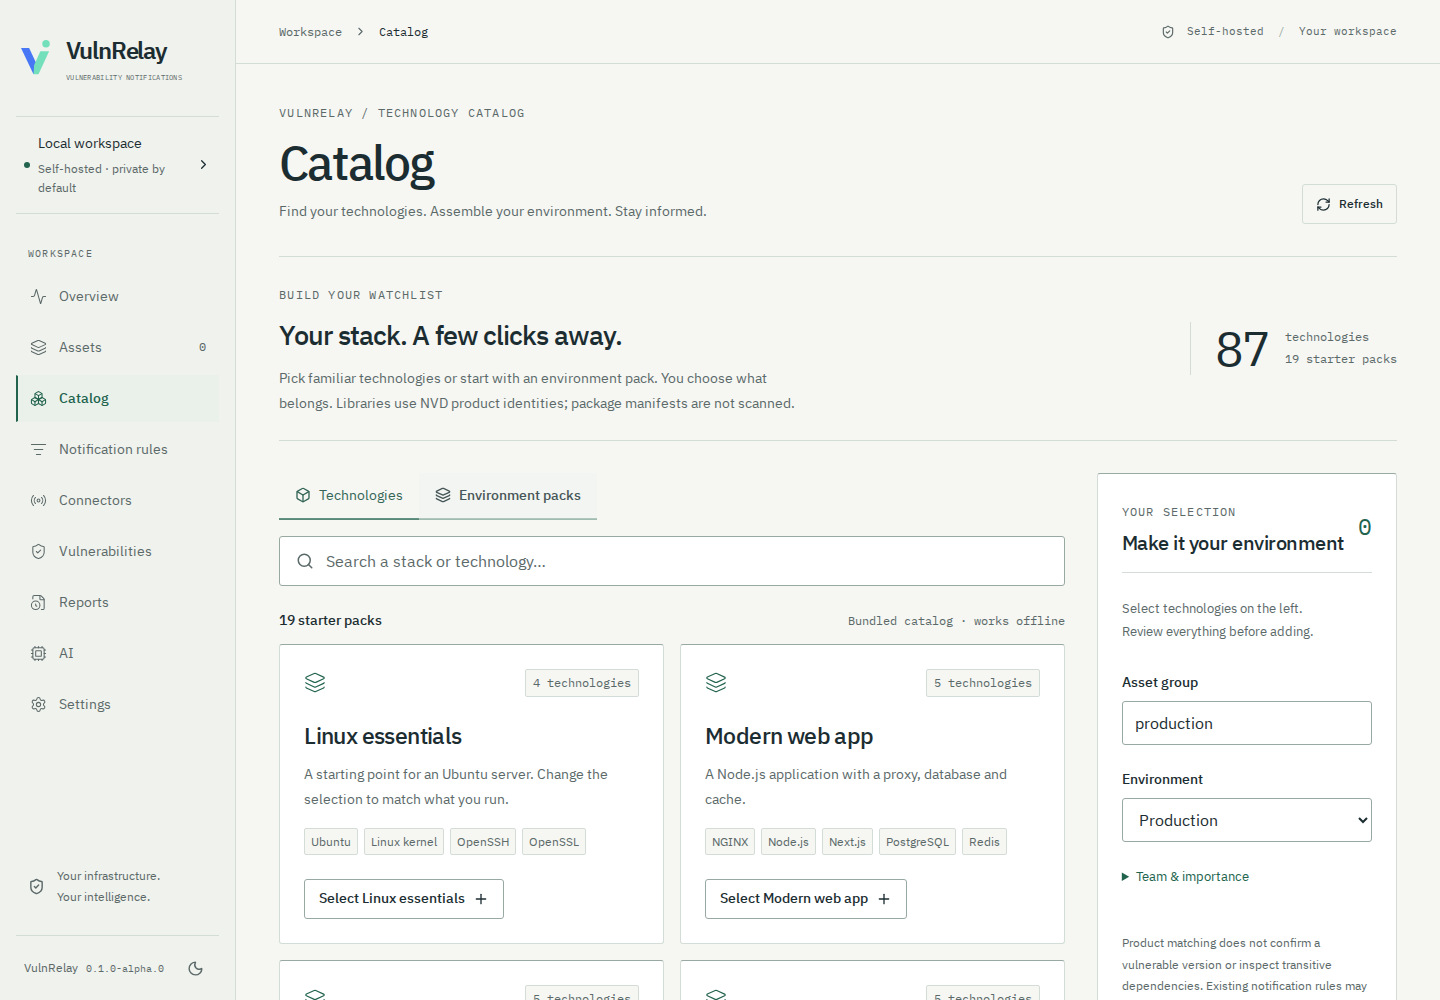 VulnRelay
VULNERABILITY NOTIFICATIONS
Local workspace
Self-hosted · private by
default
WORKSPACE
Overview
Assets 0
Catalog
Notification rules
Connectors
Vulnerabilities
Reports
AI
Settings
Your infrastructure.
Your intelligence.
VulnRelay 0.1.0-alpha.0
Workspace > Catalog
Self-hosted / Your workspace
VULNRELAY / TECHNOLOGY CATALOG
Catalog
Find your technologies. Assemble your environment. Stay informed.
Refresh
BUILD YOUR WATCHLIST
Your stack. A few clicks away.
Pick familiar technologies or start with an environment pack. You choose what
belongs. Libraries use NVD product identities; package manifests are not scanned.
87
technologies
19 starter packs
Technologies
Environment packs
Search a stack or technology...
19 starter packs
Bundled catalog · works offline
4 technologies
Linux essentials
A starting point for an Ubuntu server. Change the
selection to match what you run.
Ubuntu Linux kernel OpenSSH OpenSSL
Select Linux essentials +
5 technologies
Modern web app
A Node.js application with a proxy, database and
cache.
NGINX Node.js Next.js PostgreSQL Redis
Select Modern web app +
5 technologies
5 technologies
YOUR SELECTION
Make it your environment
0
Select technologies on the left.
Review everything before adding.
Asset group
production
Environment
Production
Team & importance
Product matching does not confirm a
vulnerable version or inspect transitive
dependencies. Existing notification rules may